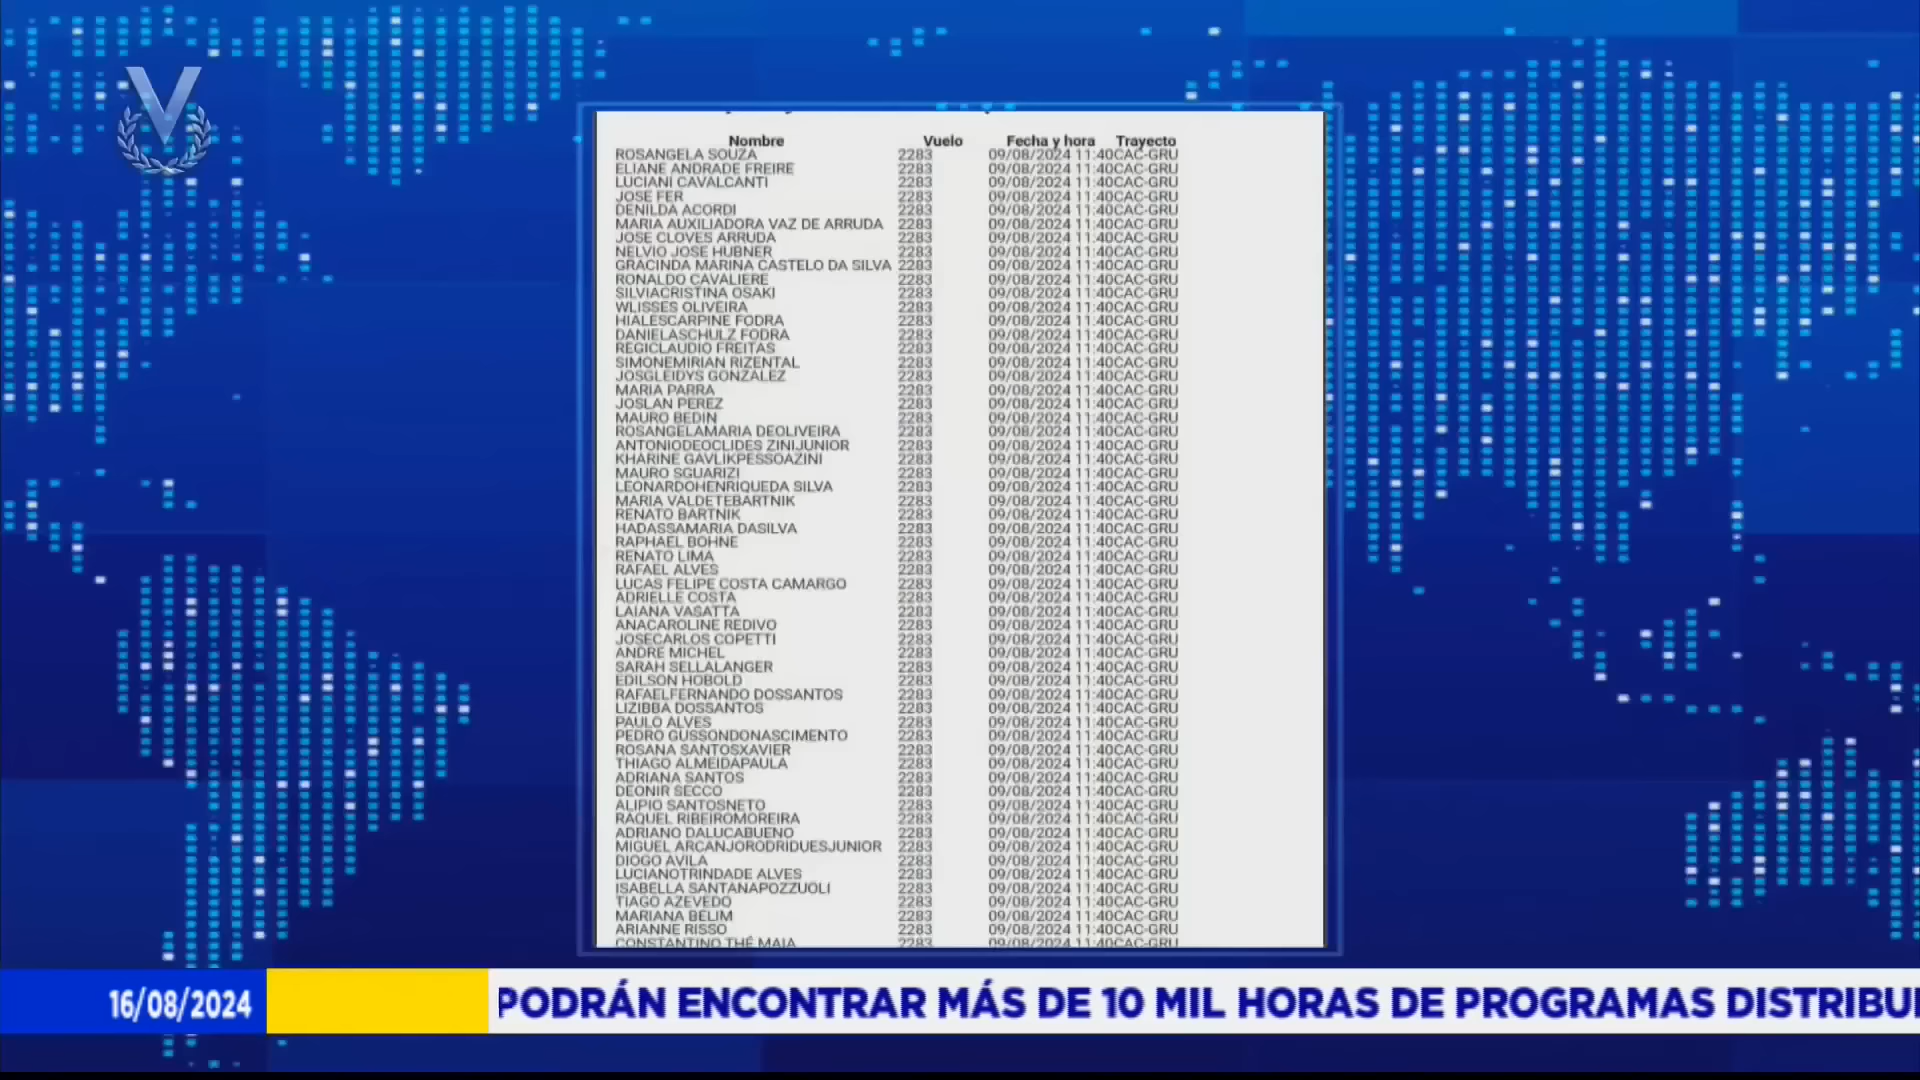 V
Nombre Vuelo Fecha y hora Trayecto
ROSANGELA SOUZA 2283 09/08/2024 11:40CAC-GRU
ELIANE ANDRADE FREIRE 2283 09/08/2024 11:40CAC-GRU
LUCIANI CAVALCANTI 2283 09/08/2024 11:40CAC-GRU
JOSE FER 2283 09/08/2024 11:40CAC-GRU
DENILDA ACORDI 2283 09/08/2024 11:40CAC-GRU
MARIA AUXILIADORA VAZ DE ARRUDA 2283 09/08/2024 11:40CAC-GRU
JOSE CLOVES ARRUDA 2283 09/08/2024 11:40CAC-GRU
NELVIO JOSE HUBNER 2283 09/08/2024 11:40CAC-GRU
GRACINDA MARINA CASTELO DA SILVA 2283 09/08/2024 11:40CAC-GRU
RONALDO CAVALIERE 2283 09/08/2024 11:40CAC-GRU
SILVIACRISTINA OSAKI 2283 09/08/2024 11:40CAC-GRU
WLISSES OLIVEIRA 2283 09/08/2024 11:40CAC-GRU
HIALESCARPINE FODRA 2283 09/08/2024 11:40CAC-GRU
DANIELASCHULZ FODRA 2283 09/08/2024 11:40CAC-GRU
REGICLAUDIO FREITAS 2283 09/08/2024 11:40CAC-GRU
SIMONEMIRIAN RIZENTAL 2283 09/08/2024 11:40CAC-GRU
JOSGLEIDYS GONZALEZ 2283 09/08/2024 11:40CAC-GRU
MARIA PARRA 2283 09/08/2024 11:40CAC-GRU
JOSLAN PEREZ 2283 09/08/2024 11:40CAC-GRU
MAURO BEDIN 2283 09/08/2024 11:40CAC-GRU
ROSANGELAMARIA DEOLIVEIRA 2283 09/08/2024 11:40CAC-GRU
ANTONIODEOCLIDES ZINIJUNIOR 2283 09/08/2024 11:40CAC-GRU
KHARINE GAVLIKPESSOAZINI 2283 09/08/2024 11:40CAC-GRU
MAURO SGUARIZI 2283 09/08/2024 11:40CAC-GRU
LEONARDOHENRIQUEDA SILVA 2283 09/08/2024 11:40CAC-GRU
MARIA VALDETEBARTNIK 2283 09/08/2024 11:40CAC-GRU
RENATO BARTNIK 2283 09/08/2024 11:40CAC-GRU
HADASSAMARIA DASILVA 2283 09/08/2024 11:40CAC-GRU
RAPHAEL BOHNE 2283 09/08/2024 11:40CAC-GRU
RENATO LIMA 2283 09/08/2024 11:40CAC-GRU
RAFAEL ALVES 2283 09/08/2024 11:40CAC-GRU
LUCAS FELIPE COSTA CAMARGO 2283 09/08/2024 11:40CAC-GRU
ADRIELLE COSTA 2283 09/08/2024 11:40CAC-GRU
LAIANA VASATTA 2283 09/08/2024 11:40CAC-GRU
ANACAROLINE REDIVO 2283 09/08/2024 11:40CAC-GRU
JOSECARLOS COPETTI 2283 09/08/2024 11:40CAC-GRU
ANDRE MICHEL 2283 09/08/2024 11:40CAC-GRU
SARAH SELLALANGER 2283 09/08/2024 11:40CAC-GRU
EDILSON HOBOLD 2283 09/08/2024 11:40CAC-GRU
RAFAELFERNANDO DOSSANTOS 2283 09/08/2024 11:40CAC-GRU
LIZIBBA DOSSANTOS 2283 09/08/2024 11:40CAC-GRU
PAULO ALVES 2283 09/08/2024 11:40CAC-GRU
PEDRO GUSSONDONASCIMENTO 2283 09/08/2024 11:40CAC-GRU
ROSANA SANTOSXAVIER 2283 09/08/2024 11:40CAC-GRU
THIAGO ALMEIDAPAULA 2283 09/08/2024 11:40CAC-GRU
ADRIANA SANTOS 2283 09/08/2024 11:40CAC-GRU
DEONIR SECCO 2283 09/08/2024 11:40CAC-GRU
ALIPIO SANTOSNETO 2283 09/08/2024 11:40CAC-GRU
RAQUEL RIBEIROMOREIRA 2283 09/08/2024 11:40CAC-GRU
ADRIANO DALUCABUENO 2283 09/08/2024 11:40CAC-GRU
MIGUEL ARCANJORODRIDUESJUNIOR 2283 09/08/2024 11:40CAC-GRU
DIOGO AVILA 2283 09/08/2024 11:40CAC-GRU
LUCIANOTRINDADE ALVES 2283 09/08/2024 11:40CAC-GRU
ISABELLA SANTANAPOZZUOLI 2283 09/08/2024 11:40CAC-GRU
TIAGO AZEVEDO 2283 09/08/2024 11:40CAC-GRU
MARIANA BELIM 2283 09/08/2024 11:40CAC-GRU
ARIANNE RISSO 2283 09/08/2024 11:40CAC-GRU
CONSTANTINO THÉ MAIA 2283 09/08/2024 11:40CAC-GRU
16/08/2024 PODRÁN ENCONTRAR MÁS DE 10 MIL HORAS DE PROGRAMAS DISTRIBU